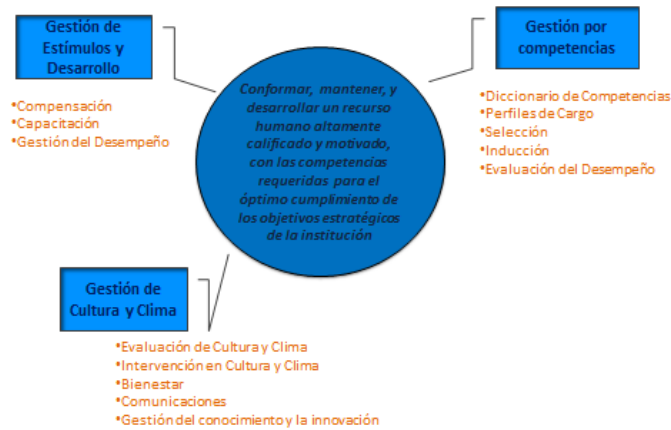 Gestión de
Estímulos y
Desarrollo
•Compensación
•Capacitación
•Gestión del Desempeño
Conformar, mantener, y
desarrollar un recurso
humano altamente
calificado y motivado,
con las competencias
requeridas para el
óptimo cumplimiento de
los objetivos estratégicos
de la institución
Gestión por
competencias
•Diccionario de Competencias
•Perfiles de Cargo
•Selección
•Inducción
•Evaluación del Desempeño
Gestión de
Cultura y Clima
•Evaluación de Cultura y Clima
•Intervención en Cultura y Clima
•Bienestar
•Comunicaciones
•Gestión del conocimiento y la innovación